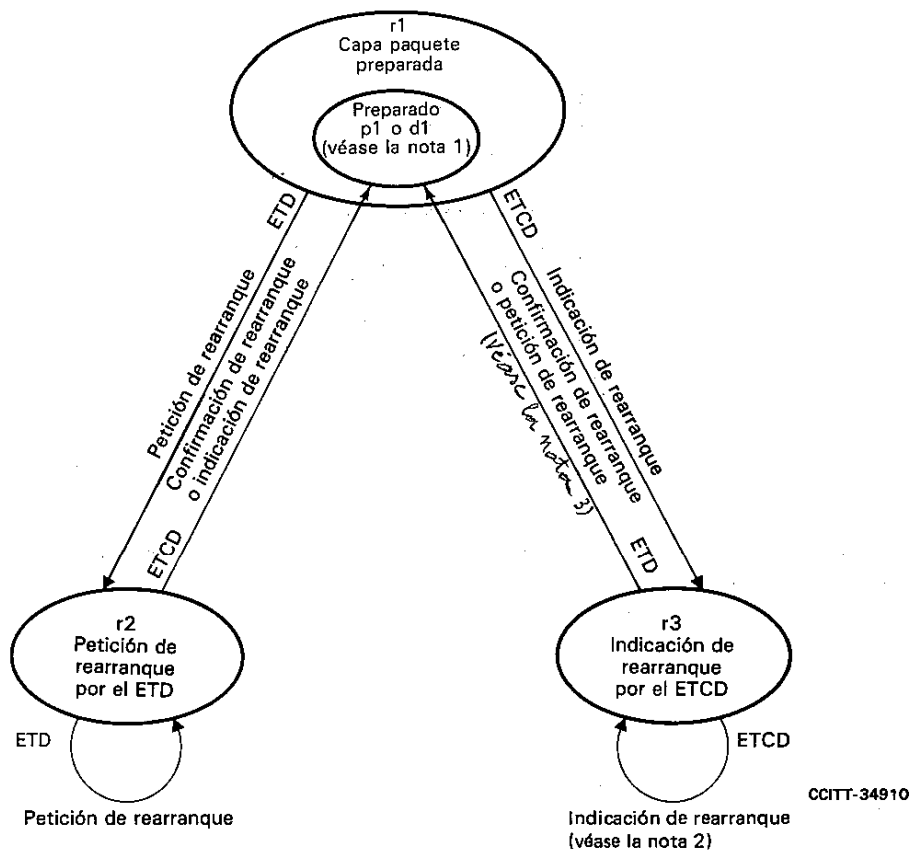 r1
Capa paquete
preparada
Preparado
p1 o d1
(véase la nota 1)
ETD
Petición de rearranque
Confirmación de rearranque
o indicación de rearranque
ETCD
ETCD
Indicación de rearranque
Confirmación de rearranque
o petición de rearranque
(Véase la nota 3)
ETD
r2
Petición de
rearranque
por el ETD
ETD
Petición de rearranque
r3
Indicación de
rearranque
por el ETCD
ETCD
Indicación de rearranque
(véase la nota 2)
CCITT-34910